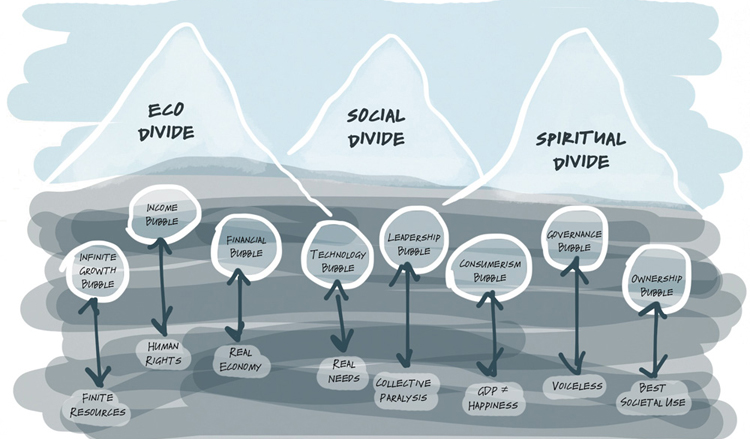 ECO
DIVIDE
SOCIAL
DIVIDE
SPIRITUAL
DIVIDE
INFINITE
GROWTH
BUBBLE
INCOME
BUBBLE
FINANCIAL
BUBBLE
TECHNOLOGY
BUBBLE
LEADERSHIP
BUBBLE
CONSUMERISM
BUBBLE
GOVERNANCE
BUBBLE
OWNERSHIP
BUBBLE
FINITE
RESOURCES
HUMAN
RIGHTS
REAL
ECONOMY
REAL
NEEDS
COLLECTIVE
PARALYSIS
GDP ≠
HAPPINESS
VOICELESS
BEST
SOCIETAL USE